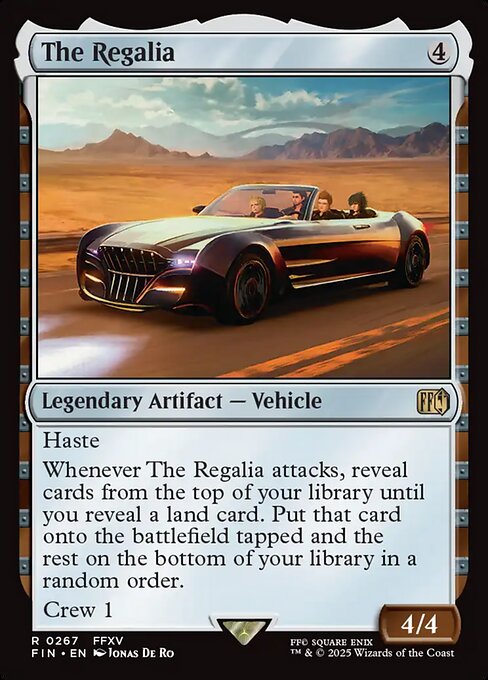 The Regalia 4
Legendary Artifact — Vehicle
FF
Haste
Whenever The Regalia attacks, reveal
cards from the top of your library until
you reveal a land card. Put that card
onto the battlefield tapped and the
rest on the bottom of your library in a
random order.
Crew 1
4/4
R 0267 FFXV
FIN • EN Jonas De Ro
FF© SQUARE ENIX
™ & © 2025 Wizards of the Coast